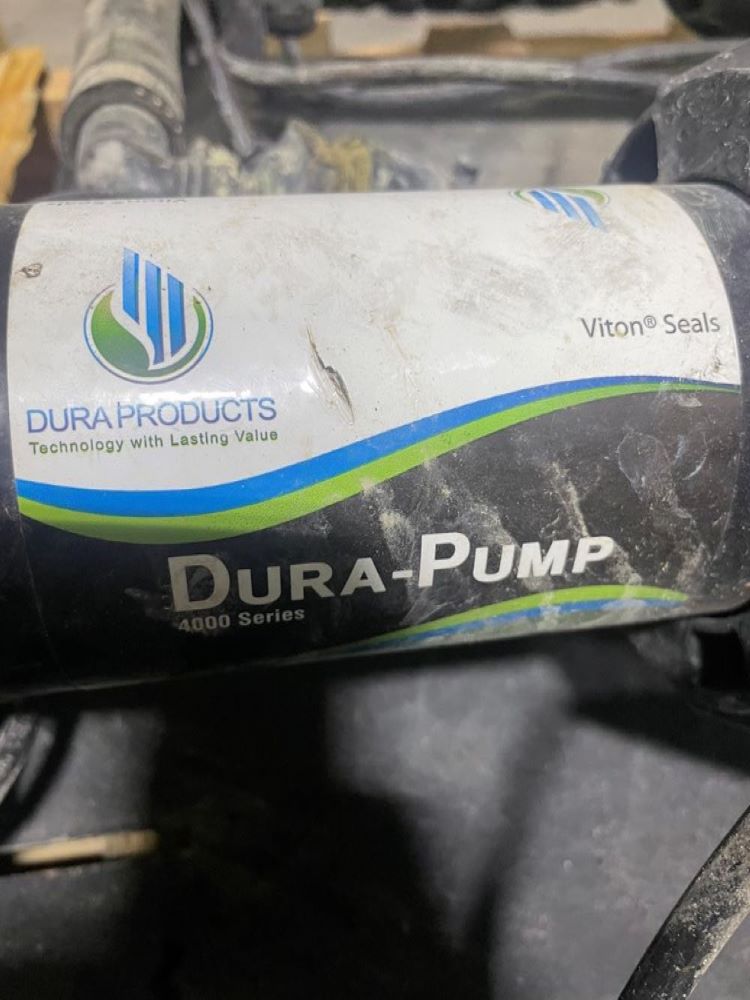 DURA PRODUCTS
Technology with Lasting Value
Viton® Seals
DURA-PUMP
4000 Series